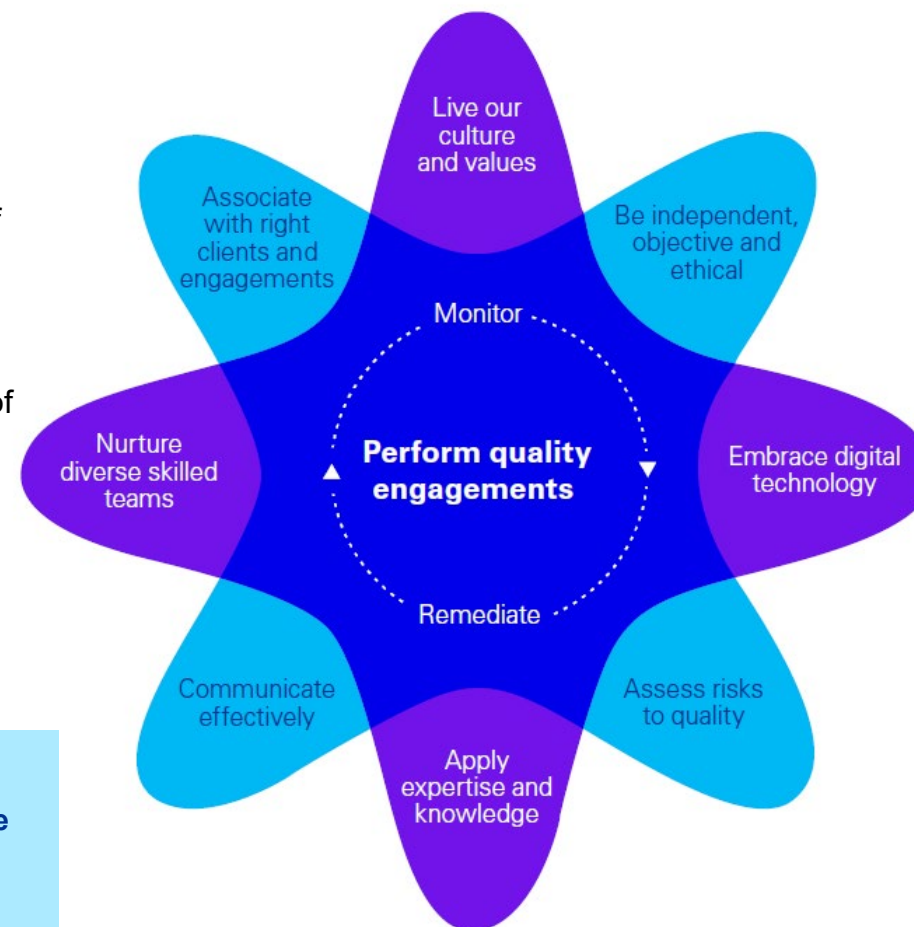 Live our
culture
and values
Associate
with right
clients and
engagements
Be independent,
objective and
ethical
Monitor
of
Nurture
diverse skilled
teams
Perform quality
engagements
Embrace digital
technology
Remediate
Communicate
effectively
Assess risks
to quality
Apply
expertise and
knowledge